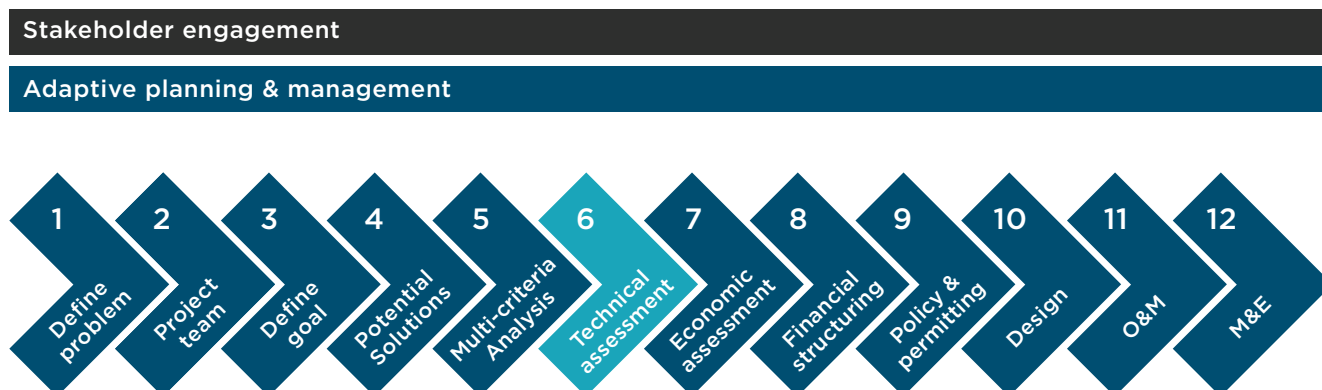 Stakeholder engagement
Adaptive planning & management
1
Define
problem
2
Project
team
3
Define
goal
4
Potential
Solutions
5
Multi-criteria
Analysis
6
Technical
assessment
7
Economic
assessment
8
Financial
structuring
9
Policy &
permitting
10
Design
11
O&M
12
M&E